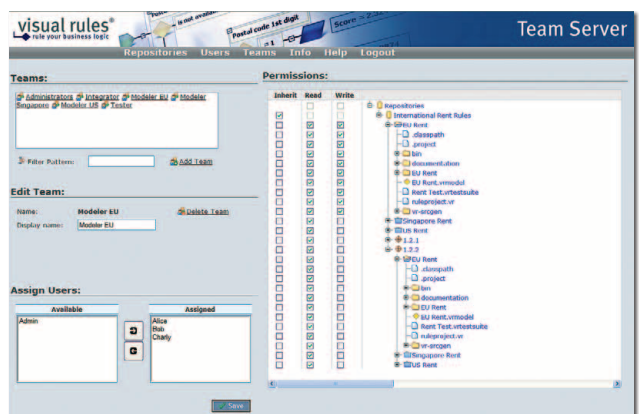 visual rules®
rule your business logic
is not available
Postal code 1st digit
Score >
Team Server
Repositories Users Teams Info Help Logout
Teams:
Administrators Integrator Modeler EU Modeler
Singapore Modeler US Tester
Filter Pattern:
Add Team
Edit Team:
Name: Modeler EU
Delete Team
Display name: Modeler EU
Assign Users:
Available
Admin
Assigned
Alice
Bob
Charly
Save
Permissions:
Inherit Read Write
Repositories
International Rent Rules
EU Rent
.classpath
.project
bin
documentation
EU Rent
EU Rent.vrmodel
Rent Test.vrtestsuite
ruleproject.vr
vr-srcgen
Singapore Rent
US Rent
1.2.1
1.2.2
EU Rent
.classpath
.project
bin
documentation
EU Rent
EU Rent.vrmodel
Rent Test.vrtestsuite
ruleproject.vr
vr-srcgen
Singapore Rent
US Rent